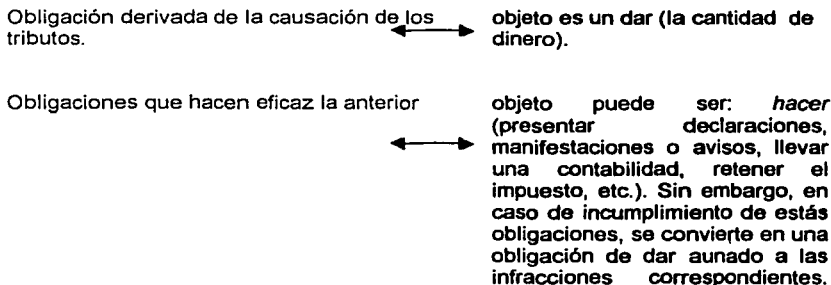 Obligación derivada de la causación de los
tributos.
objeto es un dar (la cantidad de
dinero).
Obligaciones que hacen eficaz la anterior
objeto puede ser: hacer
(presentar declaraciones,
manifestaciones o avisos, llevar
una contabilidad, retener el
impuesto, etc.). Sin embargo, en
caso de incumplimiento de estás
obligaciones, se convierte en una
obligación de dar aunado a las
infracciones correspondientes.